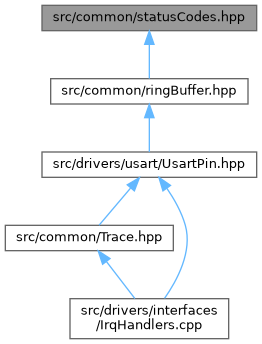 src/common/statusCodes.hpp
src/common/ringBuffer.hpp
src/drivers/usart/UsartPin.hpp
src/common/Trace.hpp
src/drivers/interfaces
/IrqHandlers.cpp